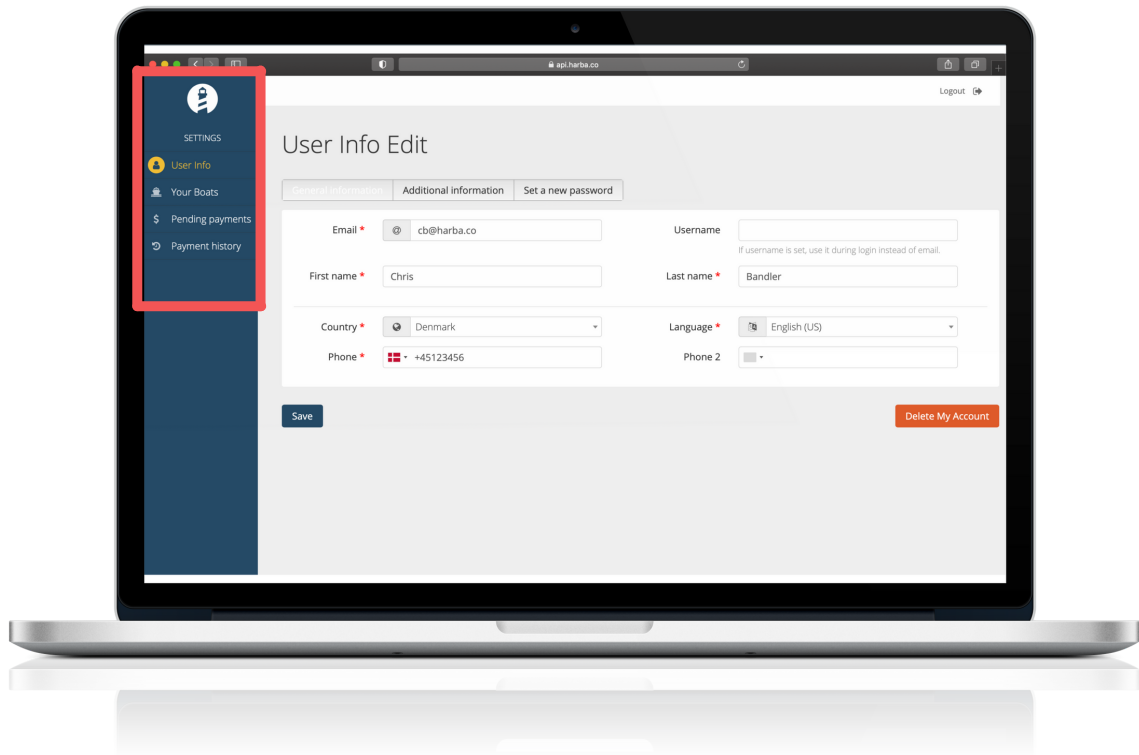 api.harba.co
Logout
SETTINGS
User Info
Your Boats
Pending payments
Payment history
User Info Edit
General information Additional information Set a new password
Email * @ cb@harba.co Username
If username is set, use it during login instead of email.
First name * Chris Last name * Bandler
Country * Denmark Language * English (US)
Phone * +45123456 Phone 2
Save Delete My Account